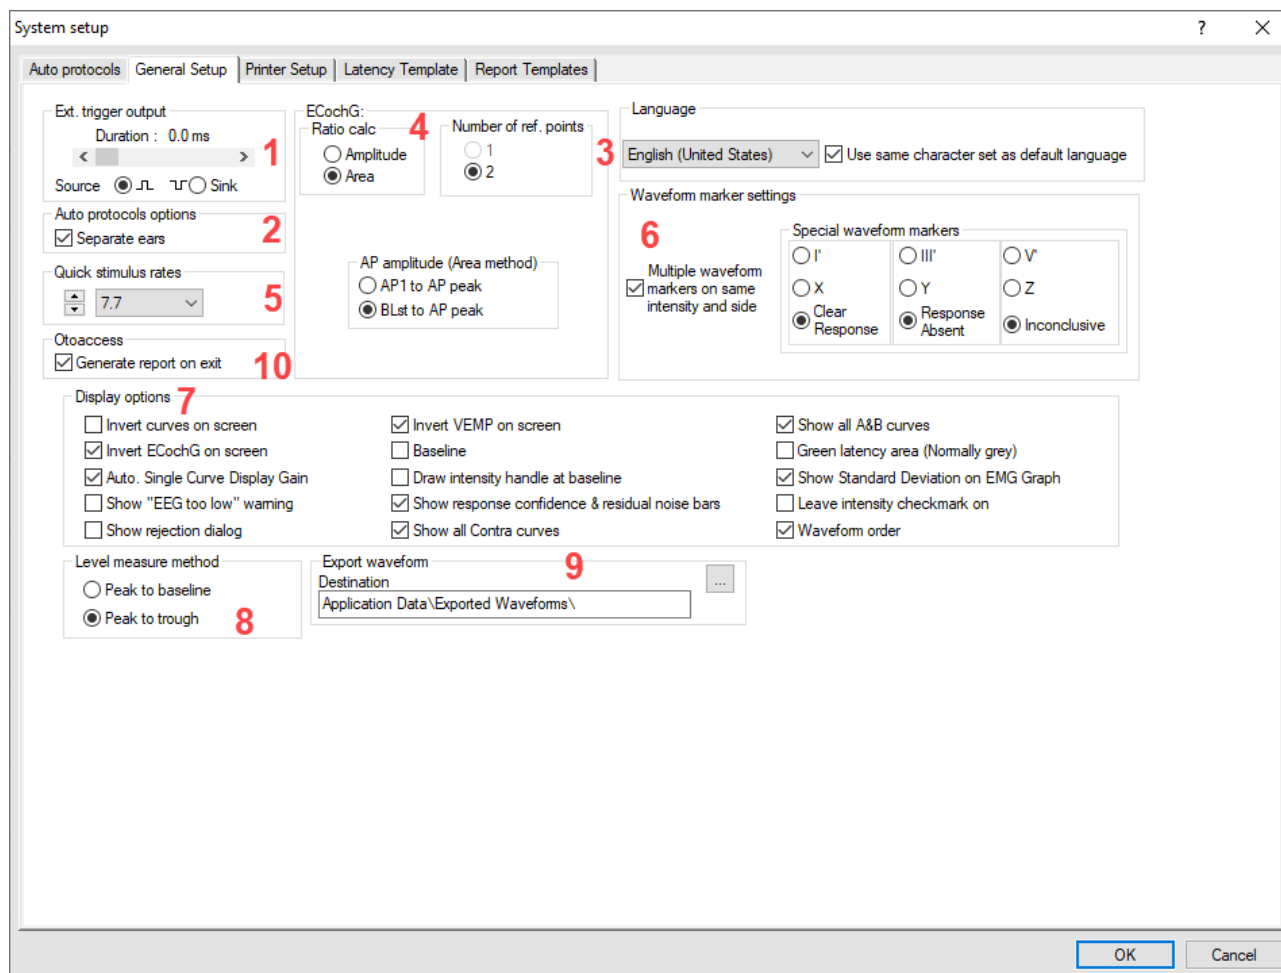 System setup
?
Auto protocols
General Setup
Printer Setup
Latency Template
Report Templates
Ext. trigger output
Duration : 0.0 ms
1
Source
Sink
Auto protocols options
2
Separate ears
Quick stimulus rates
7.7
5
Otoaccess
Generate report on exit
10
ECochG:
Ratio calc
4
Amplitude
Area
Number of ref. points
1
2
AP amplitude (Area method)
AP1 to AP peak
BLst to AP peak
Language
3
English (United States)
Use same character set as default language
Waveform marker settings
6
Multiple waveform
markers on same
intensity and side
Special waveform markers
I'
III'
V'
X
Y
Z
Clear
Response
Response
Absent
Inconclusive
7
Display options
Invert curves on screen
Invert ECochG on screen
Auto. Single Curve Display Gain
Show "EEG too low" warning
Show rejection dialog
Invert VEMP on screen
Baseline
Draw intensity handle at baseline
Show response confidence & residual noise bars
Show all Contra curves
Show all A&B curves
Green latency area (Normally grey)
Show Standard Deviation on EMG Graph
Leave intensity checkmark on
Waveform order
Level measure method
Peak to baseline
Peak to trough
8
Export waveform
9
Destination
...
Application Data\Exported Waveforms\
OK
Cancel